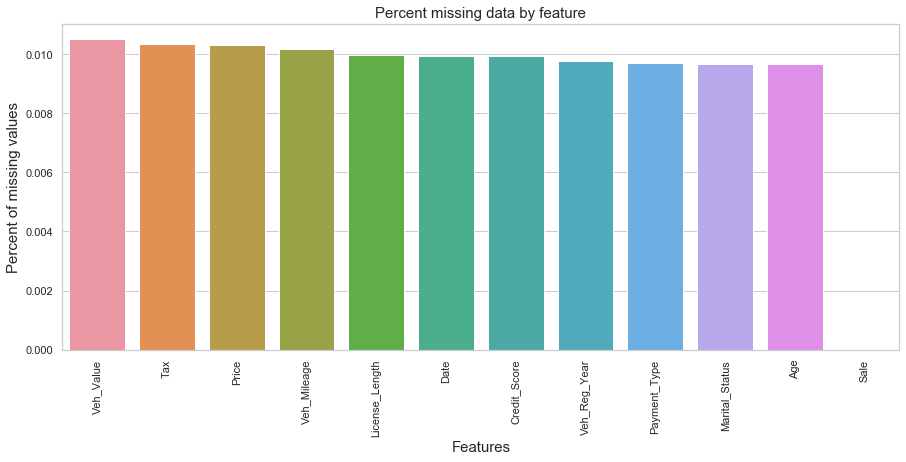 Percent missing data by feature
Percent of missing values
0.010
0.008
0.006
0.004
0.002
0.000
Veh_Value
Tax
Price
Veh_Mileage
License_Length
Date
Credit_Score
Veh_Reg_Year
Payment_Type
Marital_Status
Age
Sale
Features